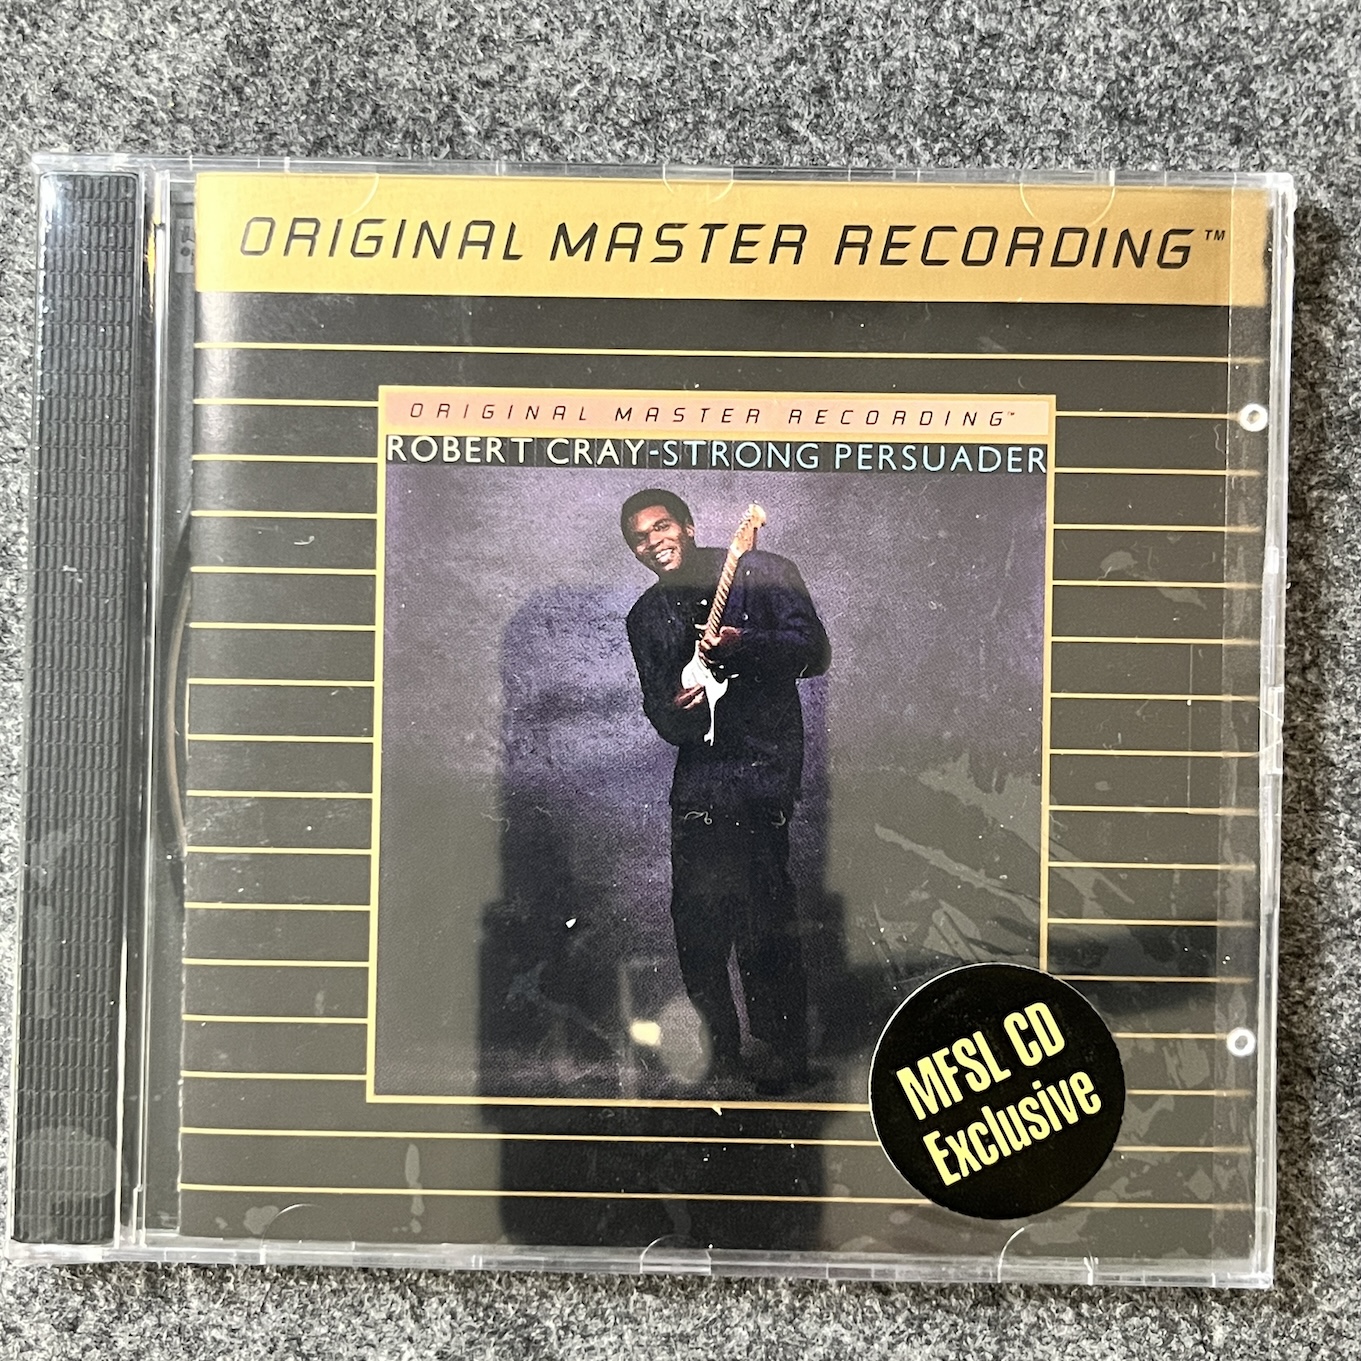 ORIGINAL MASTER RECORDING™
ORIGINAL MASTER RECORDING™
ROBERT CRAY-STRONG PERSUADER
MFSL CD
Exclusive